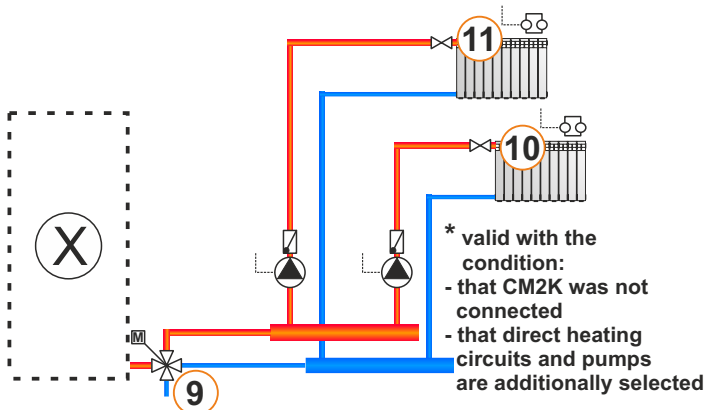 11
10
X
* valid with the
condition:
- that CM2K was not
connected
- that direct heating
circuits and pumps
are additionally selected
M
9